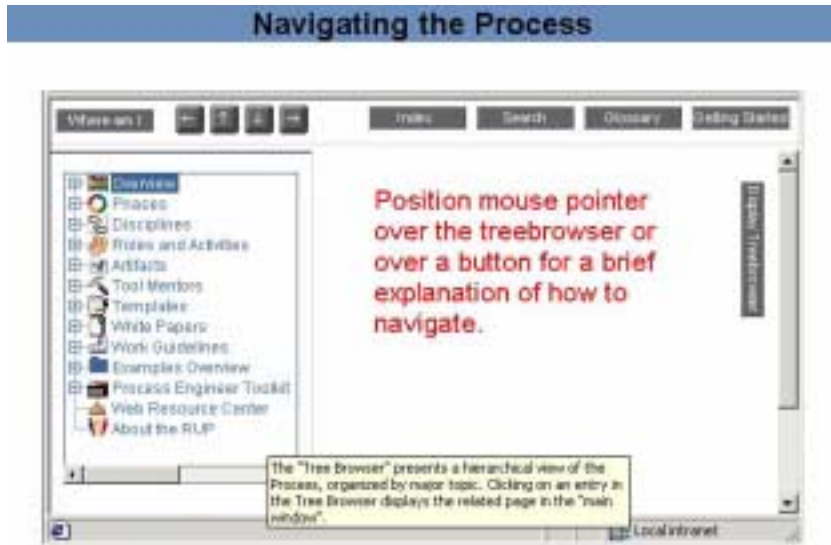 Navigating the Process
Where am I
Index
Search
Glossary
Getting Started
Overview
Phases
Disciplines
Roles and Activities
Artifacts
Tool Mentors
Templates
White Papers
Work Guidelines
Examples Overview
Process Engineer Toolkit
Web Resource Center
About the RUP
Position mouse pointer
over the treebrowser or
over a button for a brief
explanation of how to
navigate.
Display Treebrowser
The "Tree Browser" presents a hierarchical view of the
Process, organized by major topic. Clicking on an entry in
the Tree Browser displays the related page in the "main
window".
Local intranet